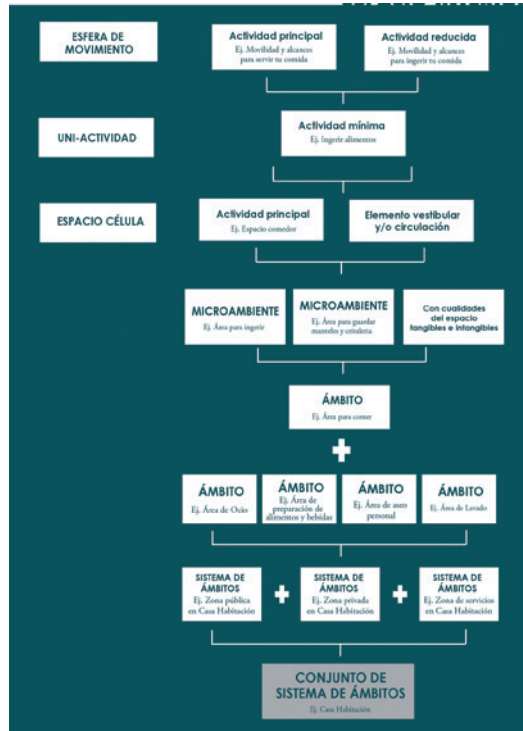 ESFERA DE
MOVIMIENTO
Actividad principal
Ej. Movilidad y alcances
para servir tu comida
Actividad reducida
Ej. Movilidad y alcances
para ingerir tu comida
UNI-ACTIVIDAD
Actividad mínima
Ej. Ingerir alimentos
ESPACIO CÉLULA
Actividad principal
Ej. Espacio comedor
Elemento vestibular
y/o circulación
MICROAMBIENTE
Ej. Área para ingerir
MICROAMBIENTE
Ej. Área para guardar
manteles y cristalería
Con cualidades
del espacio
tangibles e intangibles
ÁMBITO
Ej. Área para comer
ÁMBITO
Ej. Área de Ocio
ÁMBITO
Ej. Área de
preparación de
alimentos y bebidas
ÁMBITO
Ej. Área de aseo
personal
ÁMBITO
Ej. Área de Lavado
SISTEMA DE
ÁMBITOS
Ej. Zona pública
en Casa Habitación
SISTEMA DE
ÁMBITOS
Ej. Zona privada
en Casa Habitación
SISTEMA DE
ÁMBITOS
Ej. Zona de servicios
en Casa Habitación
CONJUNTO DE
SISTEMA DE ÁMBITOS
Ej. Casa Habitación